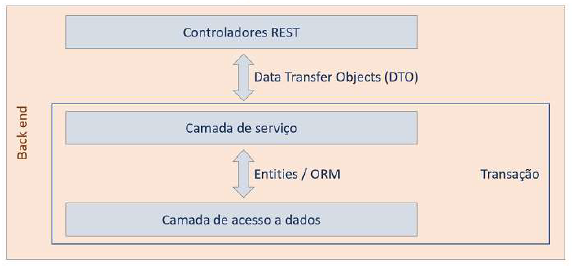 Controladores REST
Data Transfer Objects (DTO)
Back end
Camada de serviço
Entities / ORM
Transação
Camada de acesso a dados